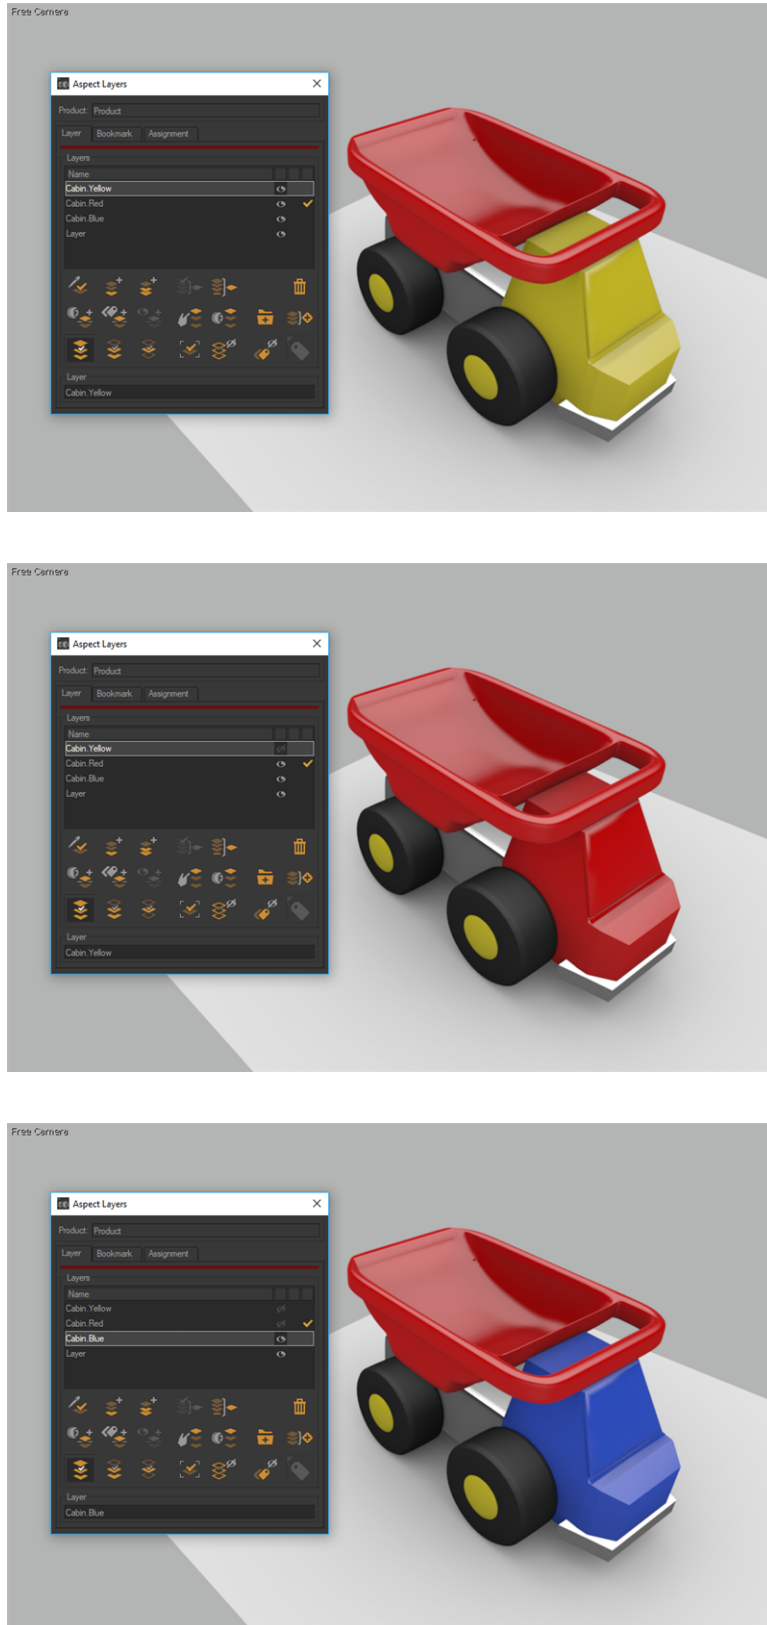 Free Camera
Aspect Layers
Product: Product
Layer Bookmark Assignment
Layers
Name
Cabin.Yellow
Cabin.Red
Cabin.Blue
Layer
Layer
Cabin.Yellow
Free Camera
Aspect Layers
Product: Product
Layer Bookmark Assignment
Layers
Name
Cabin.Yellow
Cabin.Red
Cabin.Blue
Layer
Layer
Cabin.Yellow
Free Camera
Aspect Layers
Product: Product
Layer Bookmark Assignment
Layers
Name
Cabin.Yellow
Cabin.Red
Cabin.Blue
Layer
Layer
Cabin.Blue